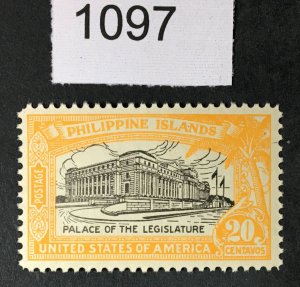 1097
PHILIPPINE ISLANDS
POSTAGE
PALACE OF THE LEGISLATURE
20
CENTAVOS
UNITED STATES OF AMERICA